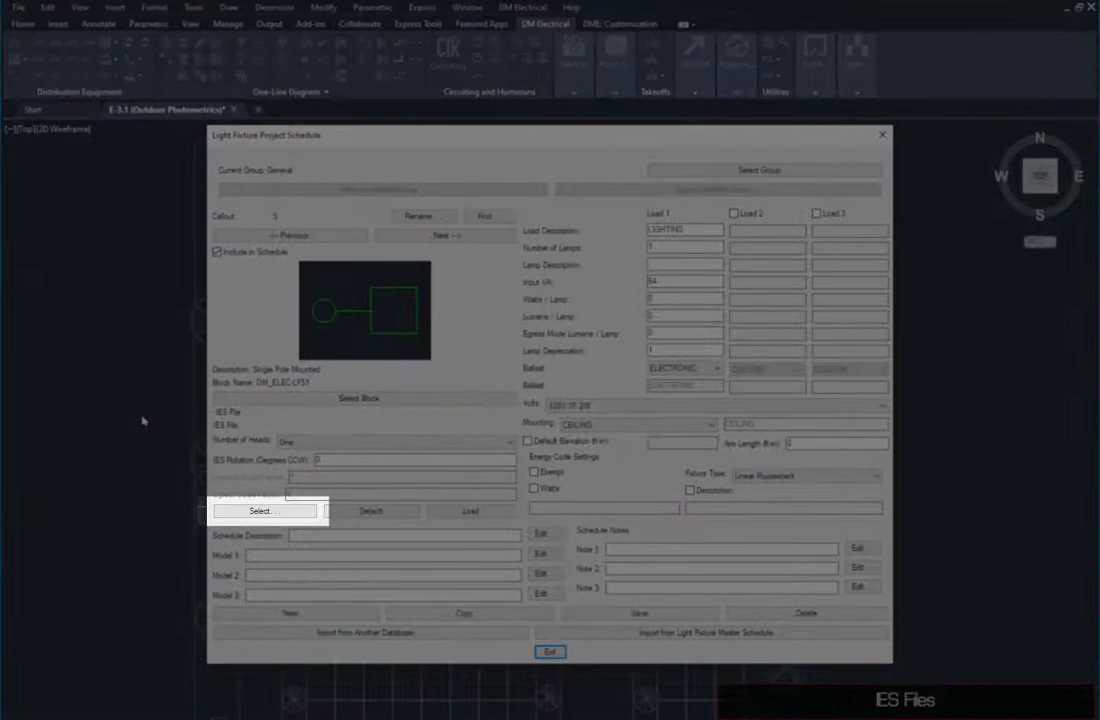 File Edit View Insert Format Tools Draw Dimension Modify Parametric Express Window DM Electrical Help
Home Insert Annotate Parametric View Manage Output Add-ins Collaborate Express Tools Featured Apps DM Electrical DME: Customization
CIR
Circuiting
Distribution Equipment One-Line Diagram Circuiting and Homeruns Takeoffs Utilities
Start E-3.1 (Outdoor Photometrics)*
[−][Top][2D Wireframe]
N
W TOP E
S
Light Fixture Project Schedule
Current Group: General Select Group
Callout: S Rename... Find...
<-- Previous Next -->
Include in Schedule
Description: Single Pole Mounted
Block Name: DM_ELEC-LFS1
Select Block
IES File
IES File:
Number of Heads: One
IES Rotation (Degrees CCW): 0
Select... Default Load
Load 1 Load 2 Load 3
Load Description: LIGHTING
Number of Lamps: 1
Lamp Description:
Input VA: 64
Watts / Lamp: 0
Lumens / Lamp: 0
Egress Mode Lumens / Lamp: 0
Lamp Depreciation: 1
Ballast: ELECTRONIC
Ballast: ELECTRONIC
Volts: 120V 1P 2W
Mounting: CEILING CEILING
Default Elevation (ft-in): Arm Length (ft-in): 0
Energy Code Settings
Exempt Fixture Type: Linear Fluorescent
Watts: Description:
Schedule Description: Edit...
Model 1: Edit...
Model 2: Edit...
Model 3: Edit...
Schedule Notes
Note 1: Edit...
Note 2: Edit...
Note 3: Edit...
New... Copy... Save Delete
Import from Another Database... Import from Light Fixture Master Schedule...
Exit
IES Files